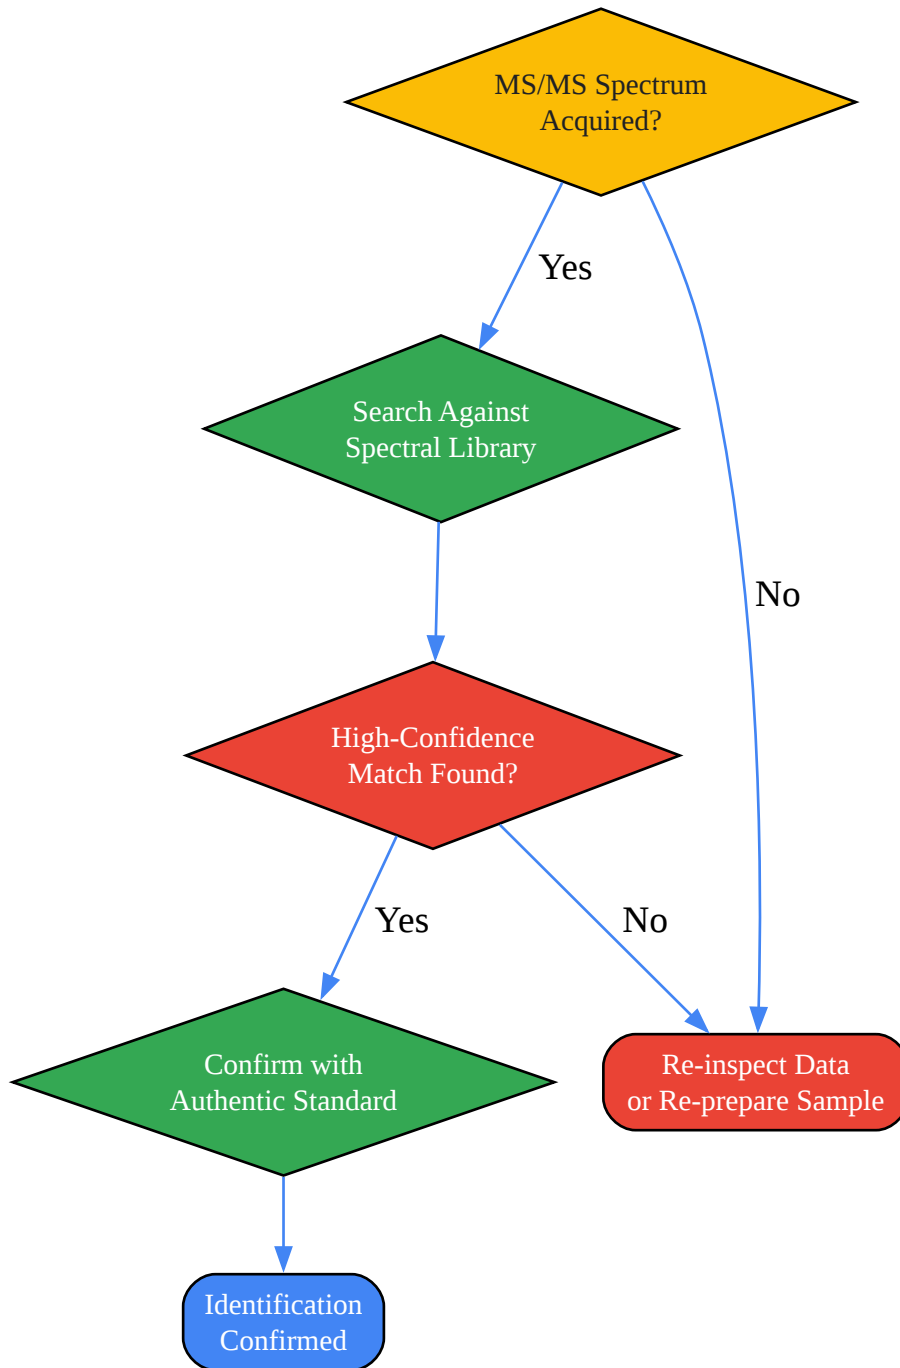 MS/MS Spectrum
Acquired?
Yes
Search Against
Spectral Library
No
High-Confidence
Match Found?
Yes
No
Confirm with
Authentic Standard
Re-inspect Data
or Re-prepare Sample
Identification
Confirmed